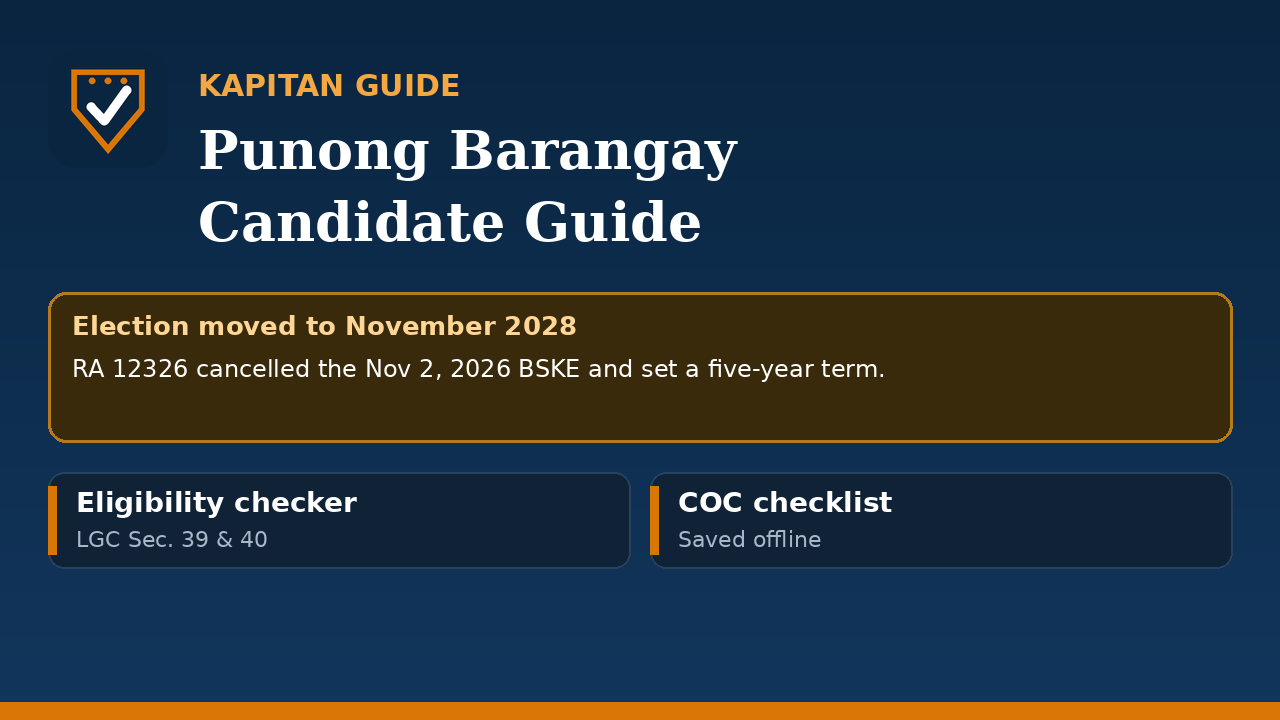 KAPITAN GUIDE
Punong Barangay
Candidate Guide
Election moved to November 2028
RA 12326 cancelled the Nov 2, 2026 BSKE and set a five-year term.
Eligibility checker
LGC Sec. 39 & 40
COC checklist
Saved offline